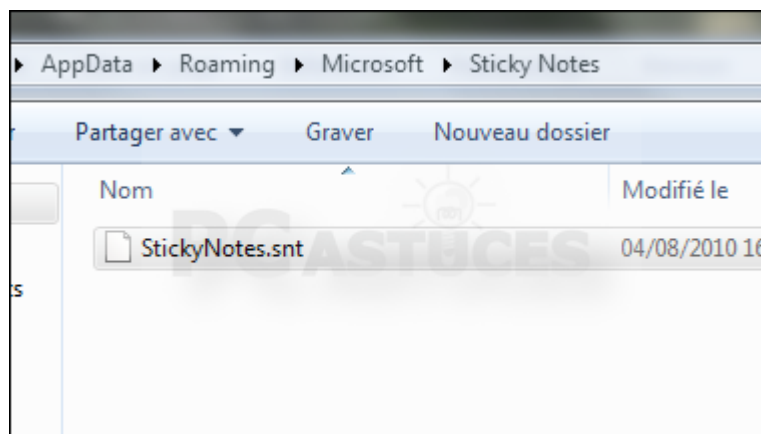 AppData Roaming Microsoft Sticky Notes
Partager avec Graver Nouveau dossier
Nom Modifié le
StickyNotes.snt 04/08/2010 16
PC ASTUCES